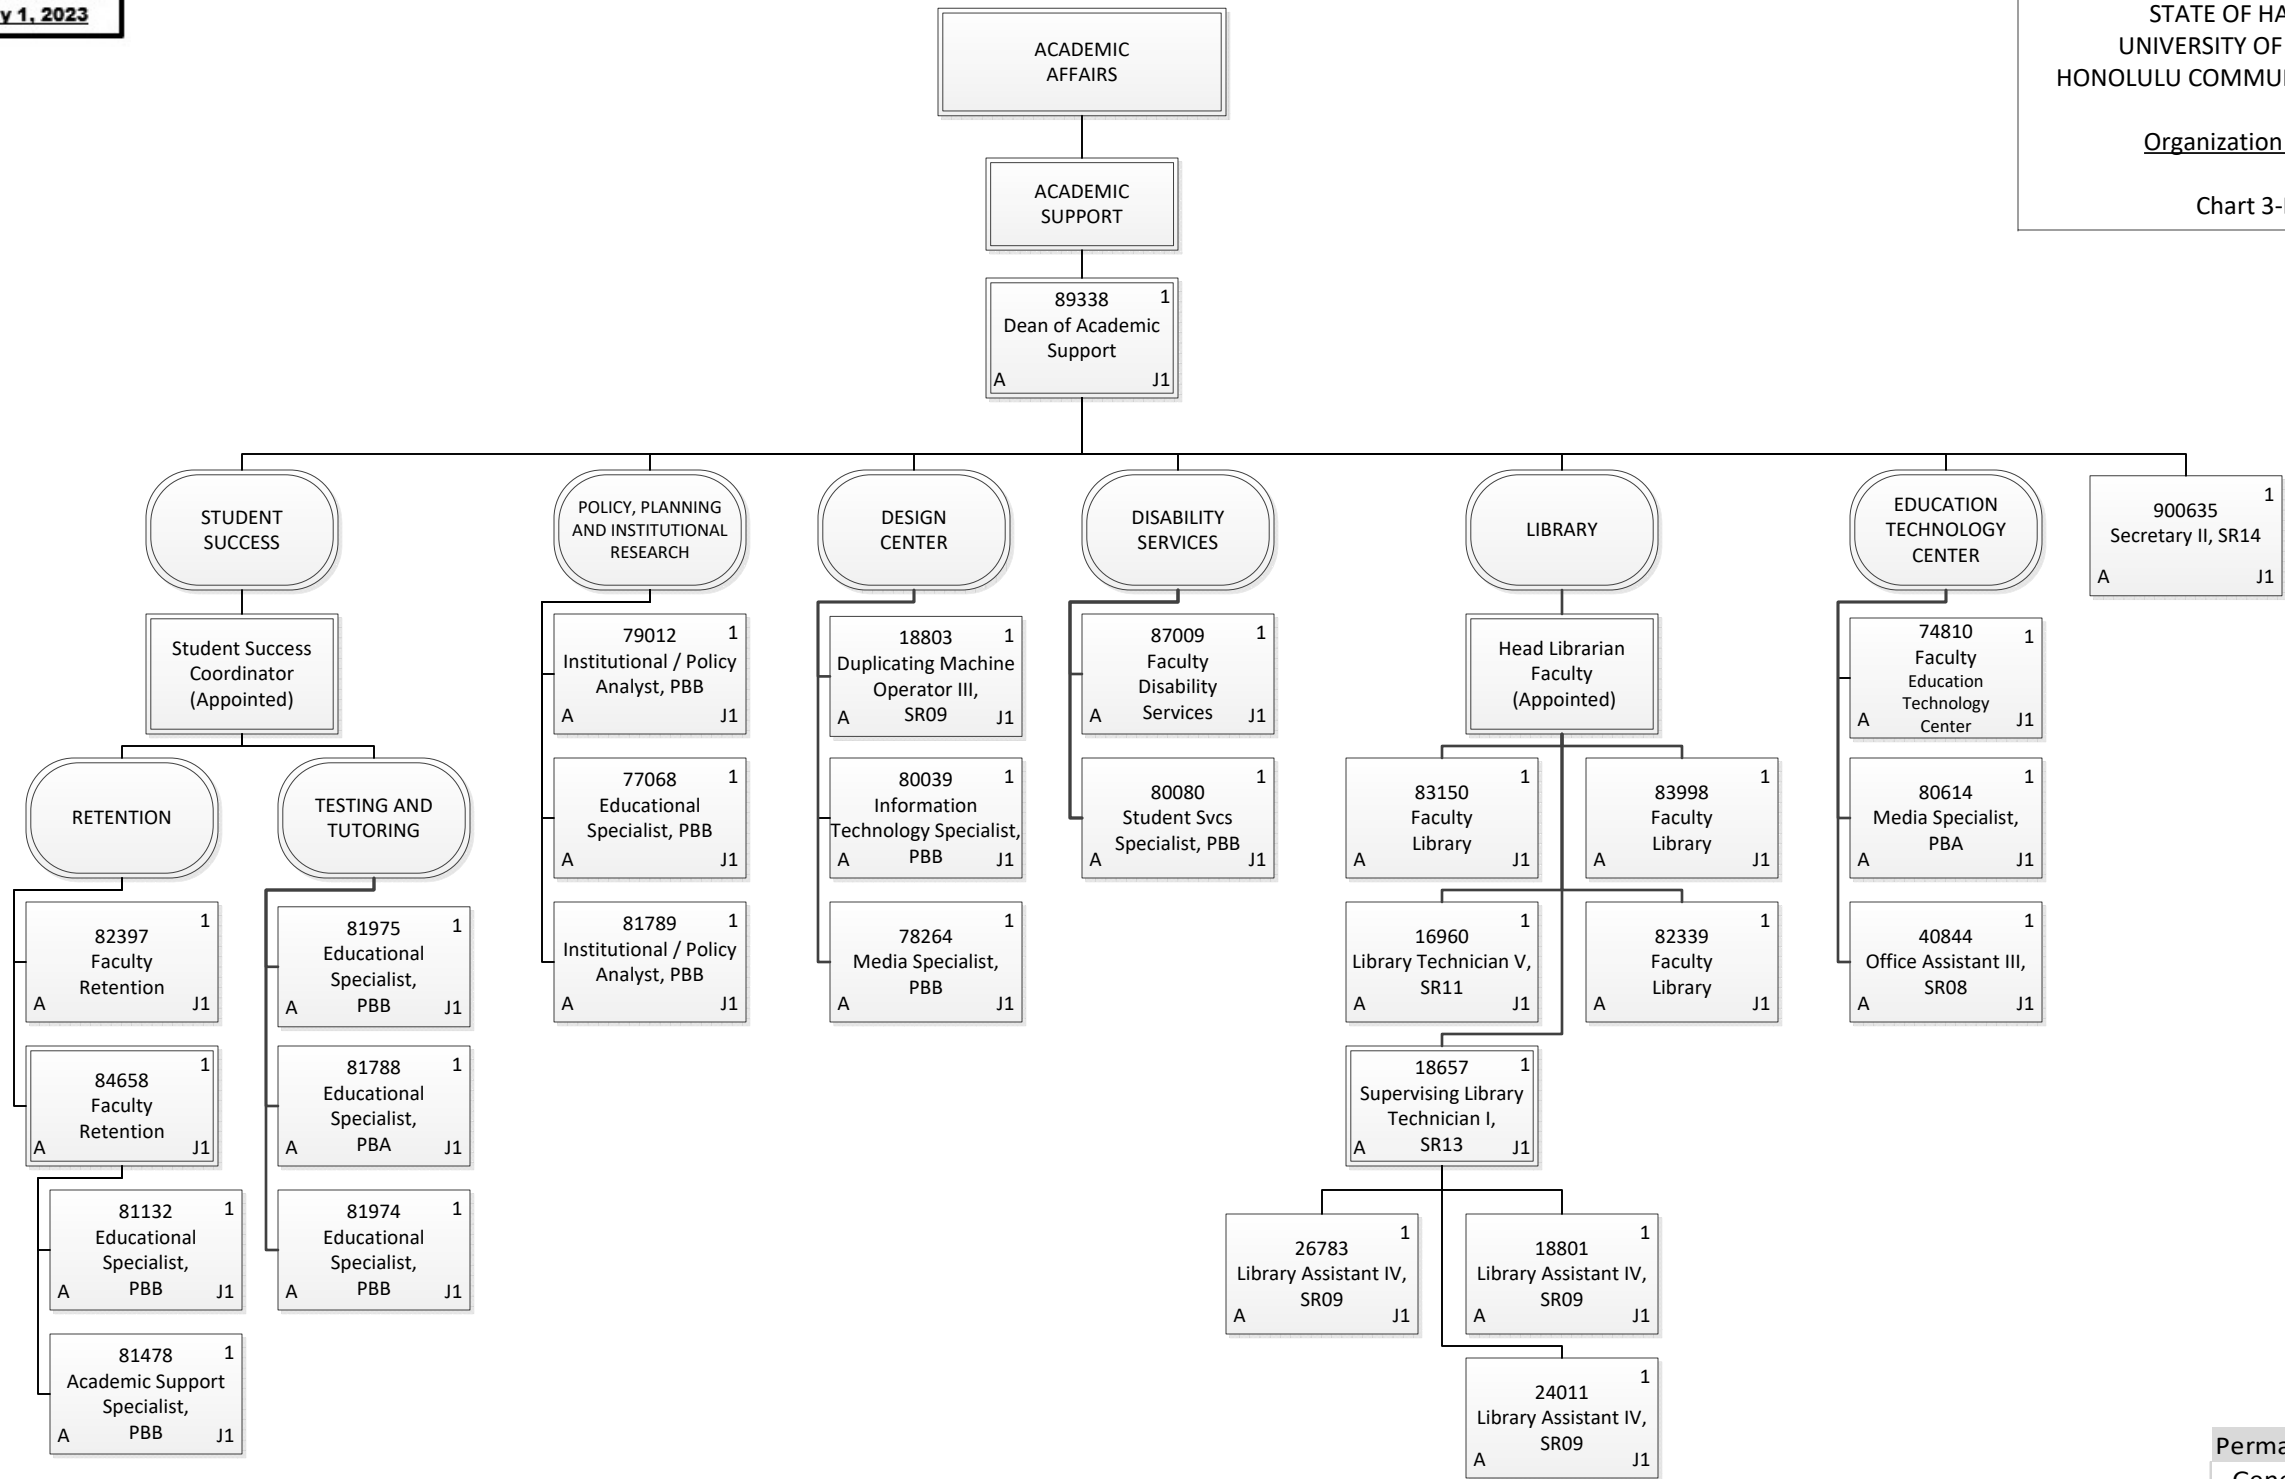 1, 2023
STATE OF
UNIVERSITY OF
HONOLULU
Organization
Chart
ACADEMIC
AFFAIRS
ACADEMIC
SUPPORT
89338 1
Dean of Academic
Support
A J1
STUDENT
SUCCESS
POLICY, PLANNING
AND INSTITUTIONAL
RESEARCH
DESIGN
CENTER
DISABILITY
SERVICES
LIBRARY
EDUCATION
TECHNOLOGY
CENTER
1
900635
Secretary II, SR14
A J1
Student Success
Coordinator
(Appointed)
RETENTION
1
82397
Faculty
Retention
A J1
1
84658
Faculty
Retention
A J1
81132 1
Educational
Specialist,
A PBB J1
81478 1
Academic Support
Specialist,
A PBB J1
TESTING AND
TUTORING
81975 1
Educational
Specialist,
A PBB J1
81788 1
Educational
Specialist,
A PBA J1
81974 1
Educational
Specialist,
A PBB J1
79012 1
Institutional / Policy
Analyst, PBB
A J1
77068 1
Educational
Specialist, PBB
A J1
81789 1
Institutional / Policy
Analyst, PBB
A J1
18803 1
Duplicating Machine
Operator III,
A SR09 J1
80039 1
Information
Technology Specialist,
A PBB J1
78264 1
Media Specialist,
PBB
A J1
87009 1
Faculty
Disability
A Services J1
80080 1
Student Svcs
Specialist, PBB
A J1
Head Librarian
Faculty
(Appointed)
83150 1
Faculty
Library
A J1
83998 1
Faculty
Library
A J1
16960 1
Library Technician V,
SR11
A J1
82339 1
Faculty
Library
A J1
18657 1
Supervising Library
Technician I,
A SR13 J1
1
26783
Library Assistant IV,
SR09
A J1
1
18801
Library Assistant IV,
SR09
A J1
1
24011
Library Assistant IV,
SR09
A J1
74810 1
Faculty
Education
Technology
A Center J1
80614 1
Media Specialist,
PBA
A J1
40844 1
Office Assistant III,
SR08
A J1